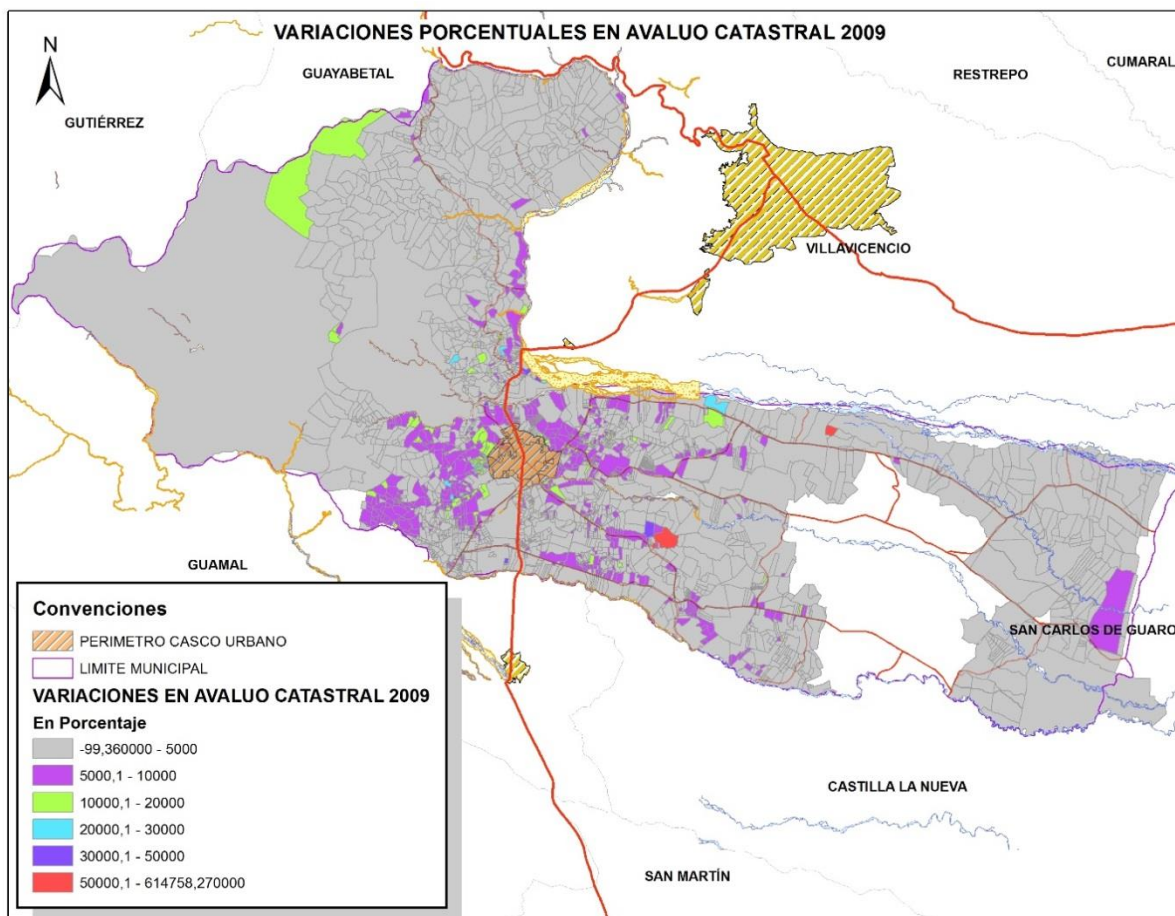 VARIACIONES PORCENTUALES EN AVALUO CATASTRAL 2009
N
GUAYABETAL
RESTREPO
CUMARAL
GUTIÉRREZ
VILLAVICENCIO
GUAMAL
SAN CARLOS DE GUARO
CASTILLA LA NUEVA
SAN MARTÍN
Convenciones
PERIMETRO CASCO URBANO
LIMITE MUNICIPAL
VARIACIONES EN AVALUO CATASTRAL 2009
En Porcentaje
-99,360000 - 5000
5000,1 - 10000
10000,1 - 20000
20000,1 - 30000
30000,1 - 50000
50000,1 - 614758,270000